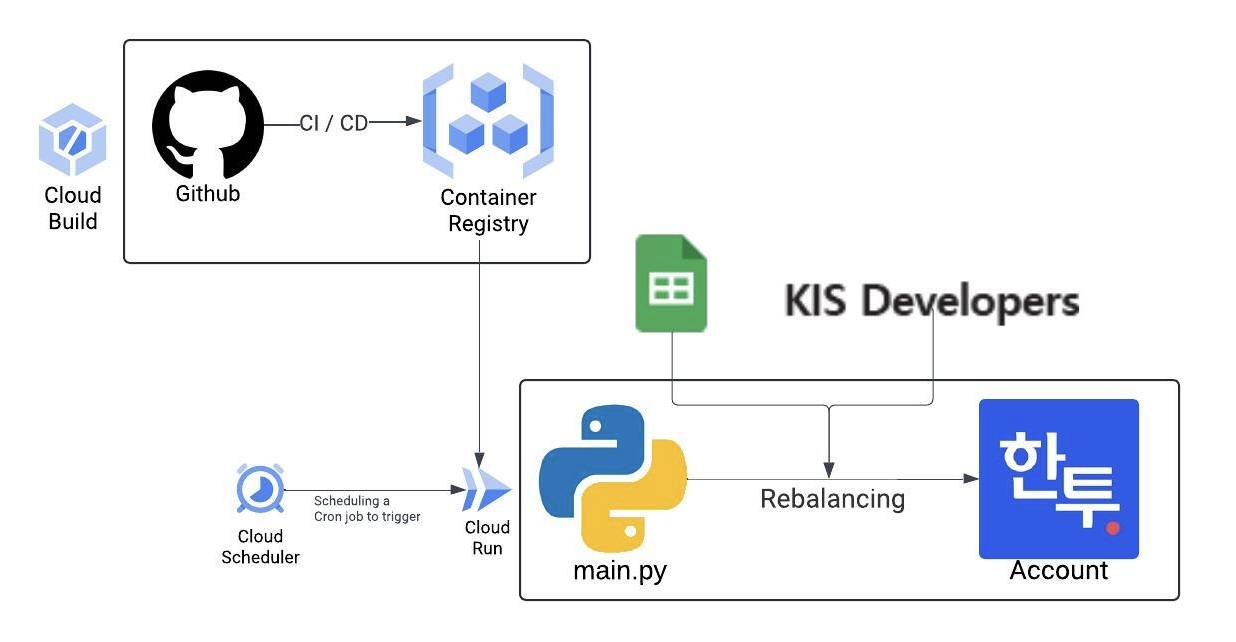 CI / CD
Github
Container
Registry
Cloud
Build
KIS Developers
Scheduling a
Cron job to trigger
Cloud
Scheduler
Cloud
Run
main.py
Rebalancing
한투
Account